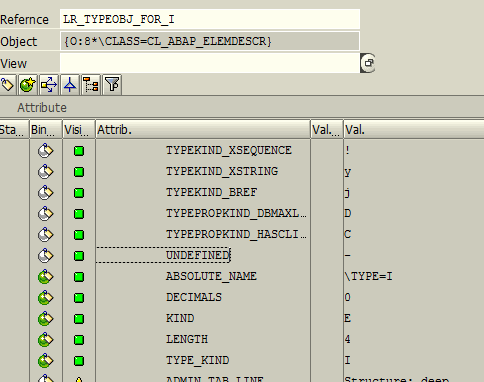 Refernce LR_TYPEOBJ_FOR_I
Object {O:8*\CLASS=CL_ABAP_ELEMDESCR}
View
Attribute
Sta... Bin... Visi... Attrib. Val... Val.
TYPEKIND_XSEQUENCE !
TYPEKIND_XSTRING y
TYPEKIND_BREF j
TYPEPROPKIND_DBMAXL... D
TYPEPROPKIND_HASCLI... C
UNDEFINED -
ABSOLUTE_NAME \TYPE=I
DECIMALS 0
KIND E
LENGTH 4
TYPE_KIND I
ADMIN_TAB_LINE Structure: deep